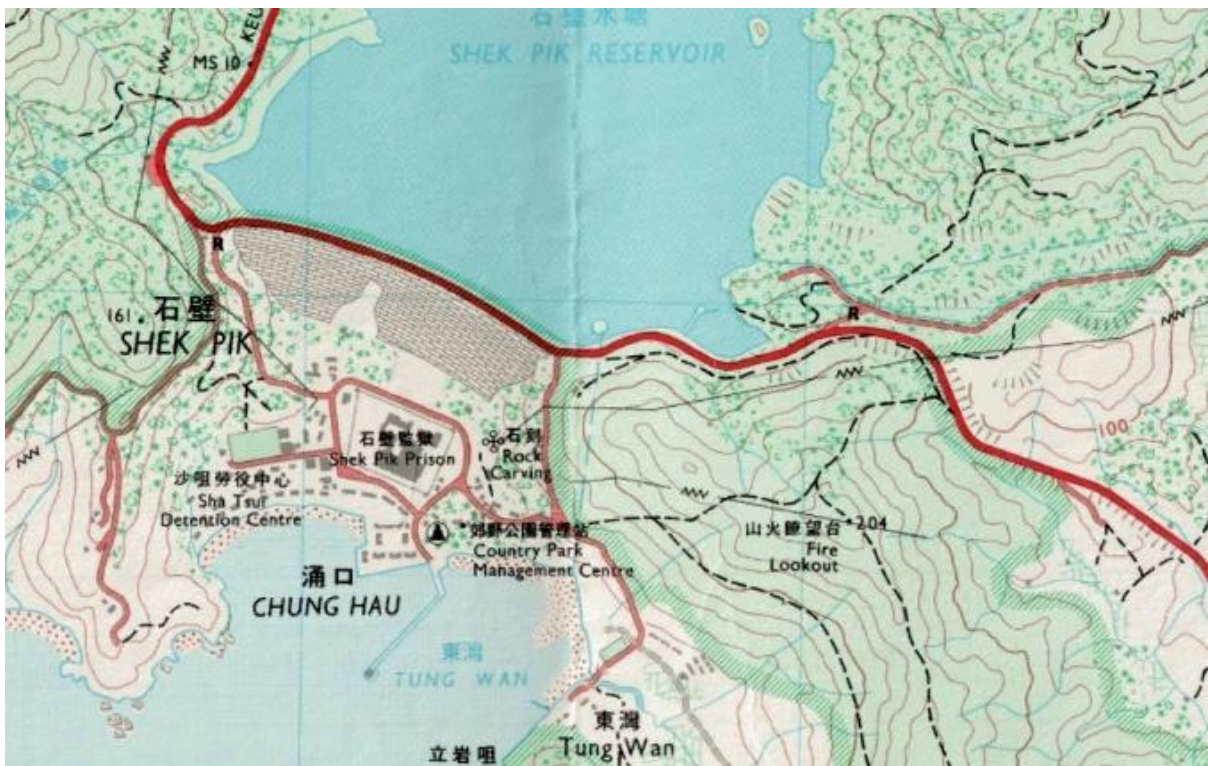 石壁水塘
SHEK PIK RESERVOIR
MS 10
KEU
R
161
石壁
SHEK PIK
R
100
石壁監獄
Shek Pik Prison
石刻
Rock
Carving
沙咀勞役中心
Sha Tsui
Detention Centre
郊野公園管理站
Country Park
Management Centre
山火瞭望台
204
Fire
Lookout
涌口
CHUNG HAU
東灣
TUNG WAN
東灣
Tung Wan
立岩咀